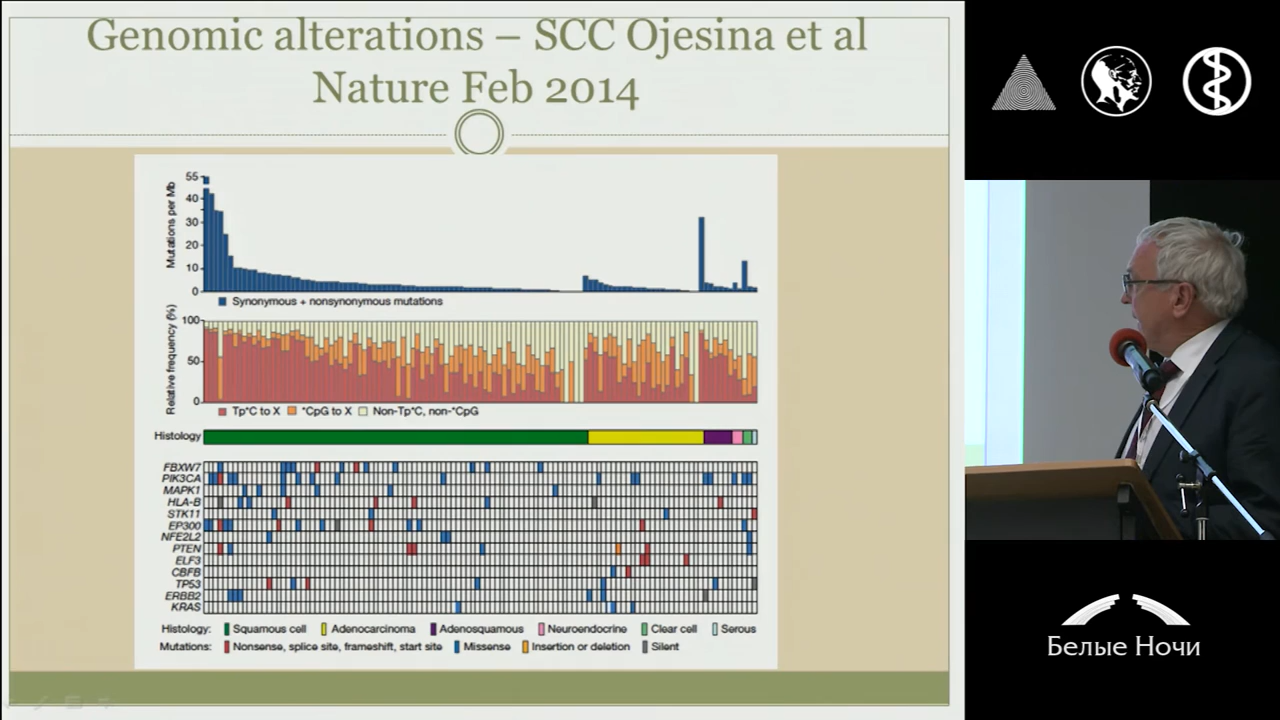 Genomic alterations – SCC Ojesina et al
Nature Feb 2014
Mutations per Mb
55
40
30
20
10
0
Synonymous + nonsynonymous mutations
Relative frequency (%)
100
50
0
Tp*C to X *CpG to X Non-Tp*C, non-*CpG
Histology
FBXW7
PIK3CA
MAPK1
HLA-B
STK11
EP300
NFE2L2
PTEN
ELF3
CBFB
TP53
ERBB2
KRAS
Histology: Squamous cell Adenocarcinoma Adenosquamous Neuroendocrine Clear cell Serous
Mutations: Nonsense, splice site, frameshift, start site Missense Insertion or deletion Silent
Белые Ночи